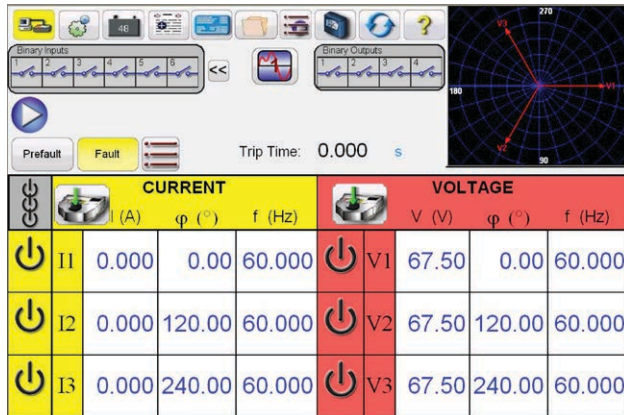 48
?
270
V3
180
V1
V2
90
Binary Inputs
1 2 3 4 5 6
<<
Binary Outputs
1 2 3 4
Prefault
Fault
Trip Time: 0.000 s
CURRENT
VOLTAGE
I (A) φ (°) f (Hz)
V (V) φ (°) f (Hz)
I1 0.000 0.00 60.000 V1 67.50 0.00 60.000
I2 0.000 120.00 60.000 V2 67.50 120.00 60.000
I3 0.000 240.00 60.000 V3 67.50 240.00 60.000